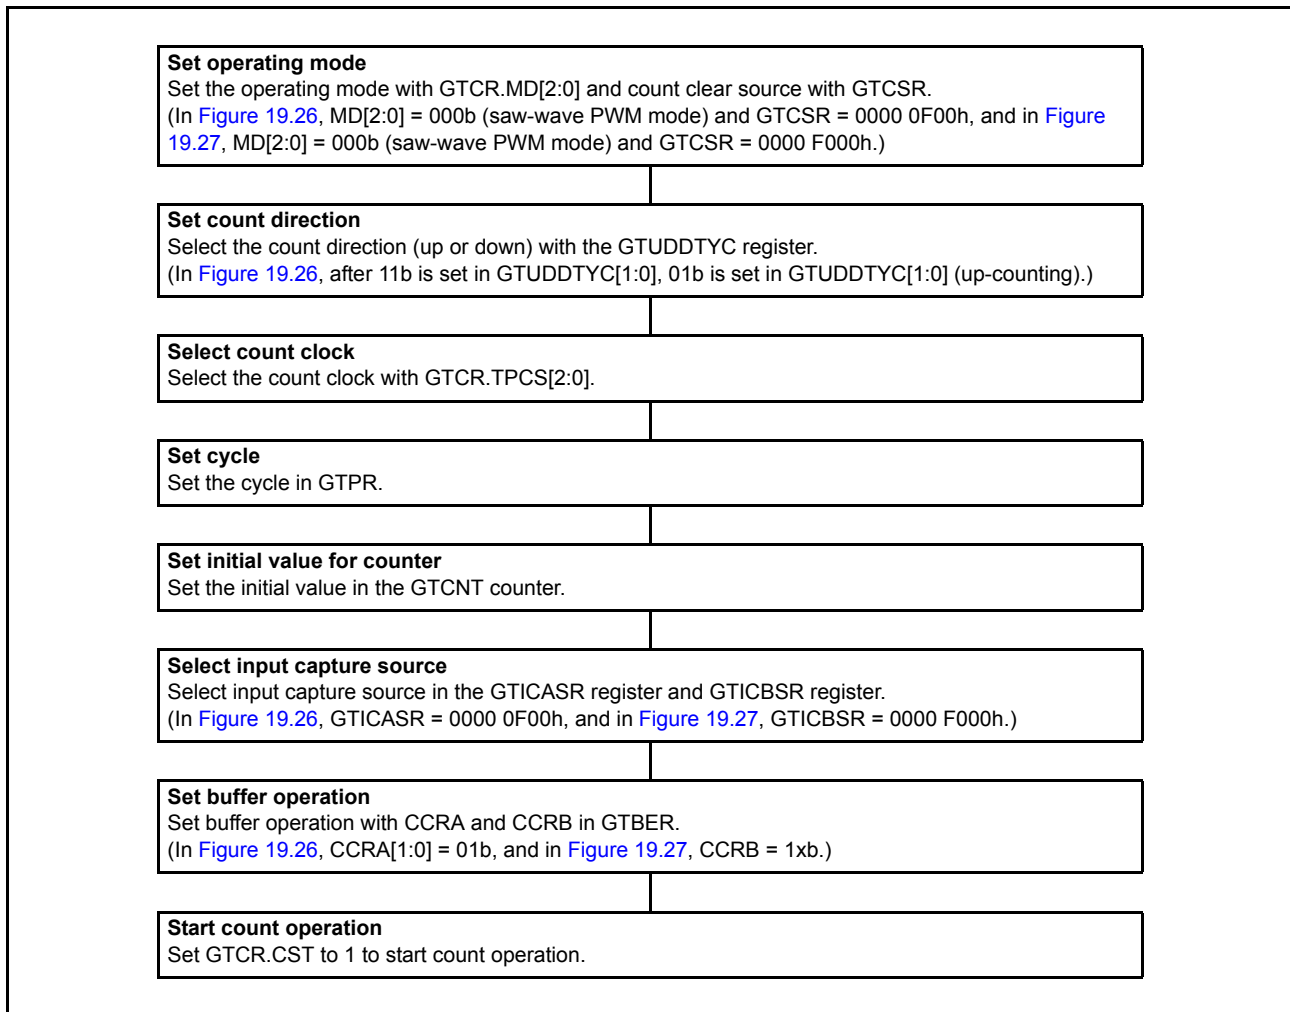 Set operating mode
Set the operating mode with GTCR.MD[2:0] and count clear source with GTCSR.
(In Figure 19.26, MD[2:0] = 000b (saw-wave PWM mode) and GTCSR = 0000 0F00h, and in Figure
19.27, MD[2:0] = 000b (saw-wave PWM mode) and GTCSR = 0000 F000h.)
Set count direction
Select the count direction (up or down) with the GTUDDTYC register.
(In Figure 19.26, after 11b is set in GTUDDTYC[1:0], 01b is set in GTUDDTYC[1:0] (up-counting).)
Select count clock
Select the count clock with GTCR.TPCS[2:0].
Set cycle
Set the cycle in GTPR.
Set initial value for counter
Set the initial value in the GTCNT counter.
Select input capture source
Select input capture source in the GTICASR register and GTICBSR register.
(In Figure 19.26, GTICASR = 0000 0F00h, and in Figure 19.27, GTICBSR = 0000 F000h.)
Set buffer operation
Set buffer operation with CCRA and CCRB in GTBER.
(In Figure 19.26, CCRA[1:0] = 01b, and in Figure 19.27, CCRB = 1xb.)
Start count operation
Set GTCR.CST to 1 to start count operation.